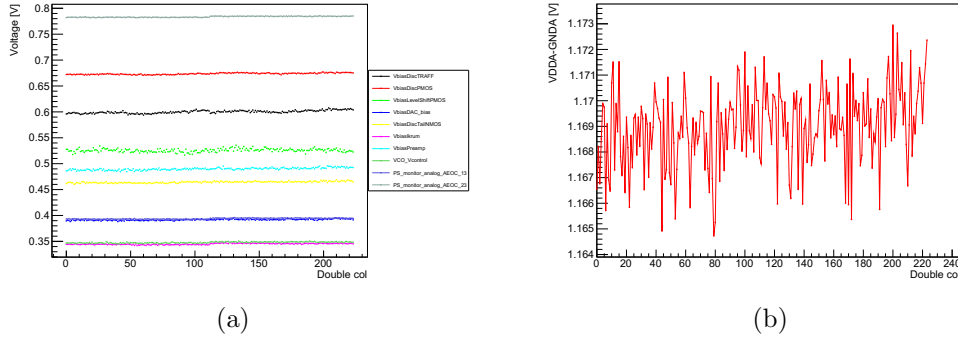 Voltage [V]
0.8
0.75
0.7
0.65
0.6
0.55
0.5
0.45
0.4
0.35
0 50 100 150 200
Double col
VbiasDiscTRAFF
VbiasDiscPMOS
VbiasLevelShiftPMOS
VbiasDAC_bias
VbiasDiscTailNMOS
VbiasIkrum
VbiasPreamp
VCO_Vcontrol
PS_monitor_analog_AEOC_13
PS_monitor_analog_AEOC_23
(a)
VDDA-GNDA [V]
1.173
1.172
1.171
1.17
1.169
1.168
1.167
1.166
1.165
1.164
0 20 40 60 80 100 120 140 160 180 200 220 240
Double co
(b)